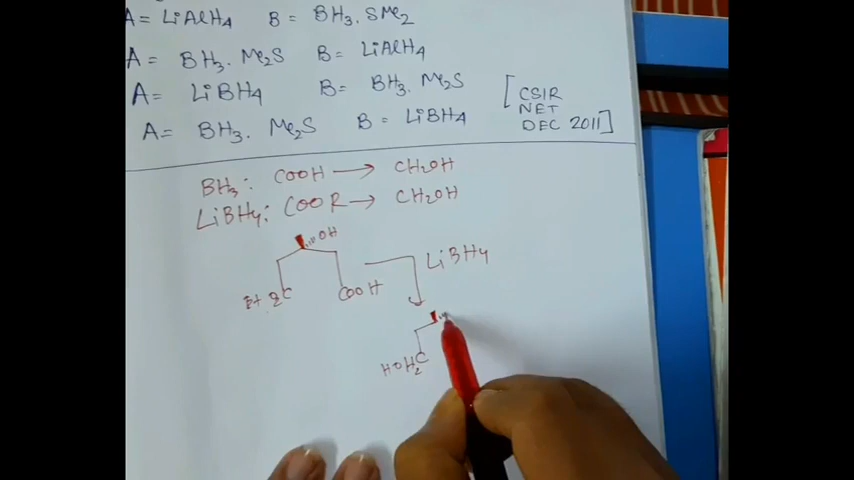 A = LiAlH4 B = BH3. SMe2
A = BH3. Me2S B = LiAlH4
A = LiBH4 B = BH3. Me2S
A = BH3. Me2S B = LiBH4
[CSIR
NET
DEC 2011]
BH3 : COOH → CH2OH
LiBH4 : COOR → CH2OH
OH
COOH
LiBH4
HOH2C